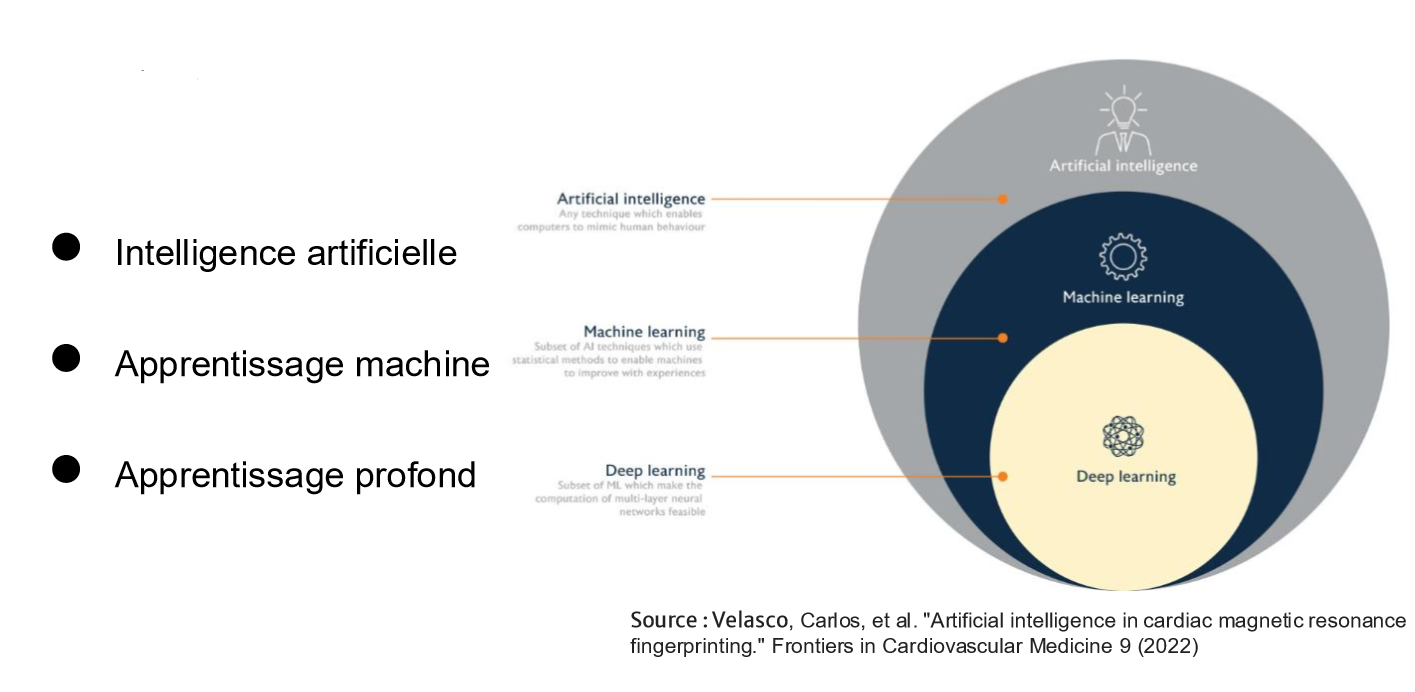 Intelligence artificielle
Apprentissage machine
Apprentissage profond
Artificial intelligence
Any technique which enables
computers to mimic human behaviour
Machine learning
Subset of AI techniques which use
statistical methods to enable machines
to improve with experiences
Deep learning
Subset of ML which make the
computation of multi-layer neural
networks feasible
Artificial intelligence
Machine learning
Deep learning
Source : Velasco, Carlos, et al. "Artificial intelligence in cardiac magnetic resonance
fingerprinting." Frontiers in Cardiovascular Medicine 9 (2022)